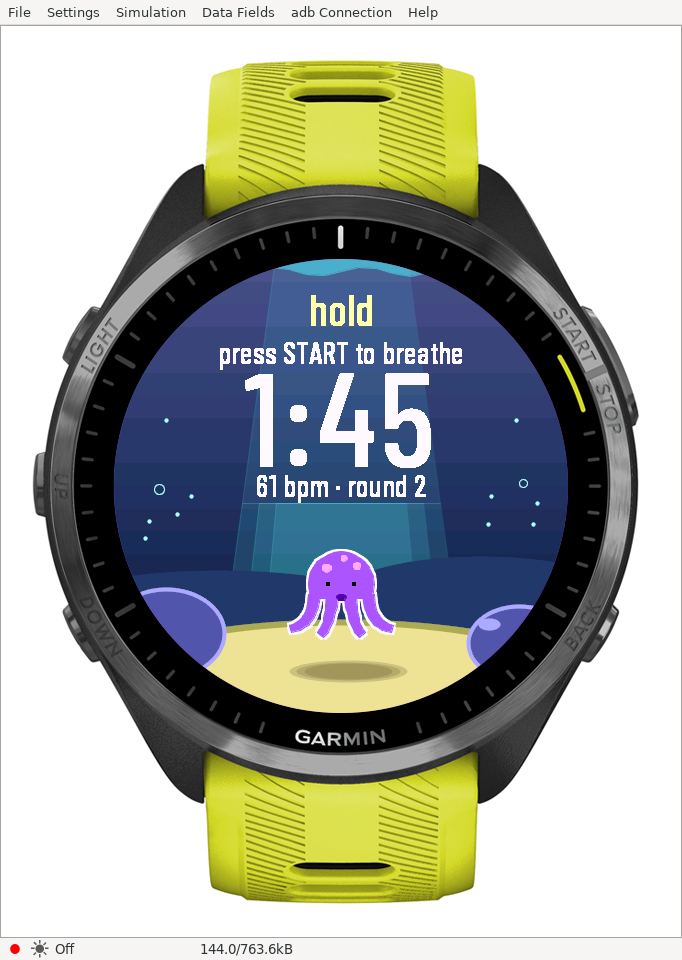 File Settings Simulation Data Fields adb Connection Help
hold
press START to breathe
1:45
61 bpm · round 2
LIGHT
UP
DOWN
START
STOP
BACK
GARMIN
Off 144.0/763.6kB